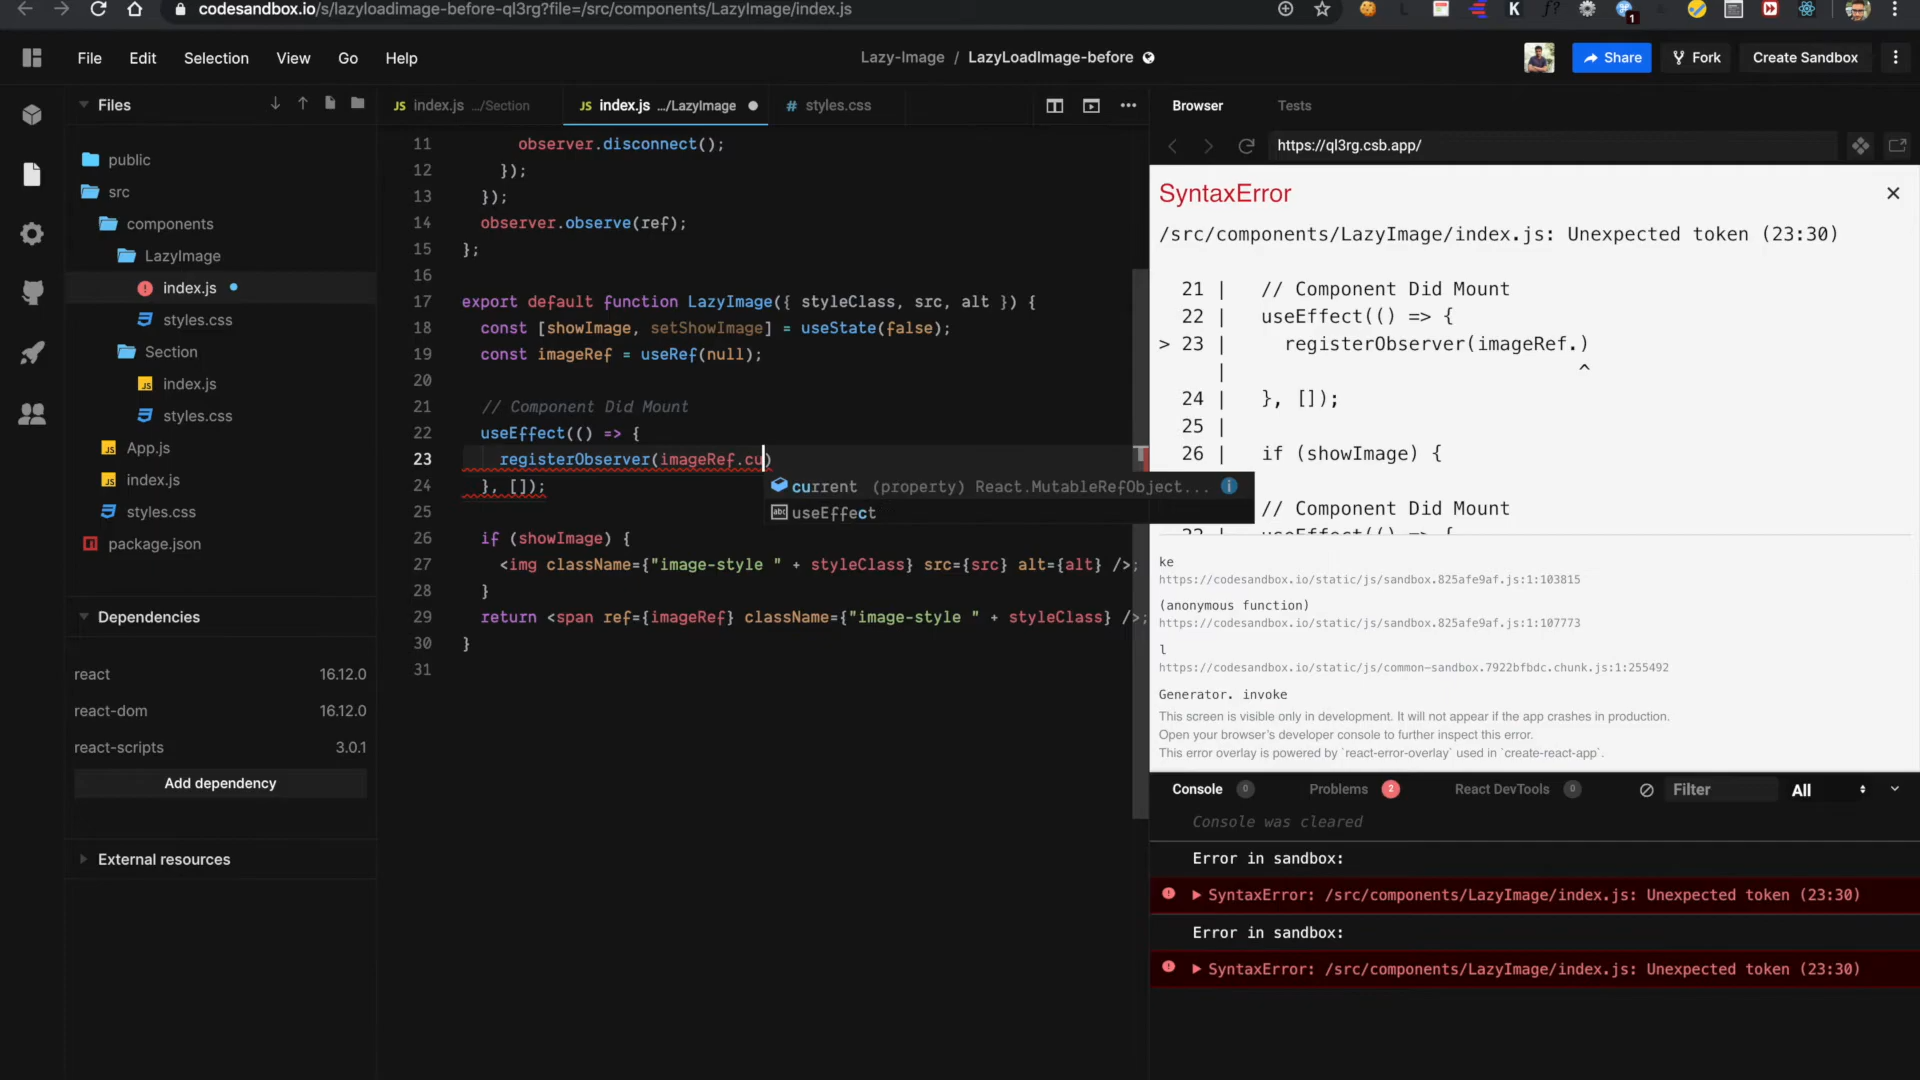 codesandbox.io/s/lazyloadimage-before-ql3rg?file=/src/components/LazyImage/index.js
File Edit Selection View Go Help
Lazy-Image / LazyLoadImage-before
Share Fork Create Sandbox
Files
index.js .../Section
index.js .../LazyImage
# styles.css
Browser Tests
https://ql3rg.csb.app/
public
src
components
LazyImage
index.js
styles.css
Section
index.js
styles.css
App.js
index.js
styles.css
package.json
Dependencies
react 16.12.0
react-dom 16.12.0
react-scripts 3.0.1
Add dependency
External resources
11 observer.disconnect();
12 });
13 });
14 observer.observe(ref);
15 };
16
17 export default function LazyImage({ styleClass, src, alt }) {
18 const [showImage, setShowImage] = useState(false);
19 const imageRef = useRef(null);
20
21 // Component Did Mount
22 useEffect(() => {
23 registerObserver(imageRef.cu)
current (property) React.MutableRefObject...
useEffect
24 }, []);
25
26 if (showImage) {
27 <img className={"image-style " + styleClass} src={src} alt={alt} />;
28 }
29 return <span ref={imageRef} className={"image-style " + styleClass} />;
30 }
31
SyntaxError
/src/components/LazyImage/index.js: Unexpected token (23:30)
21 | // Component Did Mount
22 | useEffect(() => {
> 23 | registerObserver(imageRef.)
| ^
24 | }, []);
25 |
26 | if (showImage) {
// Component Did Mount
ke
https://codesandbox.io/static/js/sandbox.825afe9af.js:1:103815
(anonymous function)
https://codesandbox.io/static/js/sandbox.825afe9af.js:1:107773
l
https://codesandbox.io/static/js/common-sandbox.7922bfbdc.chunk.js:1:255492
Generator. invoke
This screen is visible only in development. It will not appear if the app crashes in production.
Open your browser's developer console to further inspect this error.
This error overlay is powered by `react-error-overlay` used in `create-react-app`.
Console 0 Problems 2 React DevTools 0 Filter All
Console was cleared
Error in sandbox:
SyntaxError: /src/components/LazyImage/index.js: Unexpected token (23:30)
Error in sandbox:
SyntaxError: /src/components/LazyImage/index.js: Unexpected token (23:30)